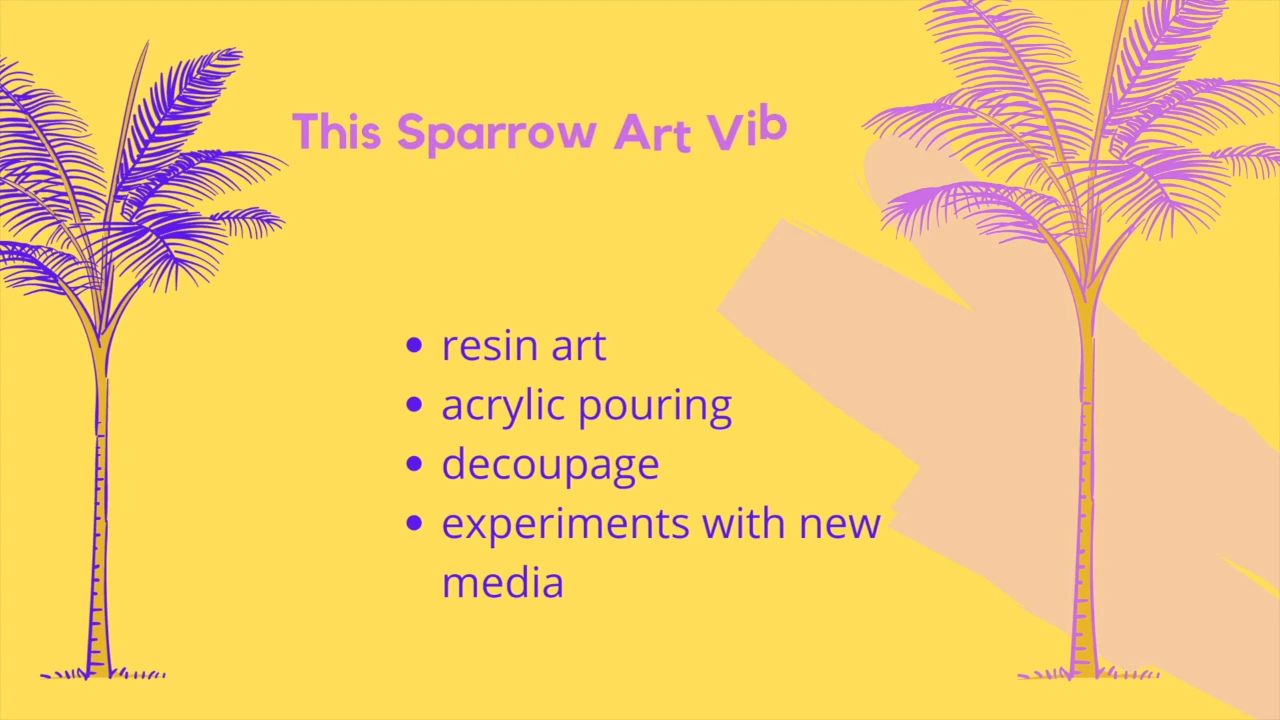 This Sparrow Art Vib
• resin art
• acrylic pouring
• decoupage
• experiments with new
media